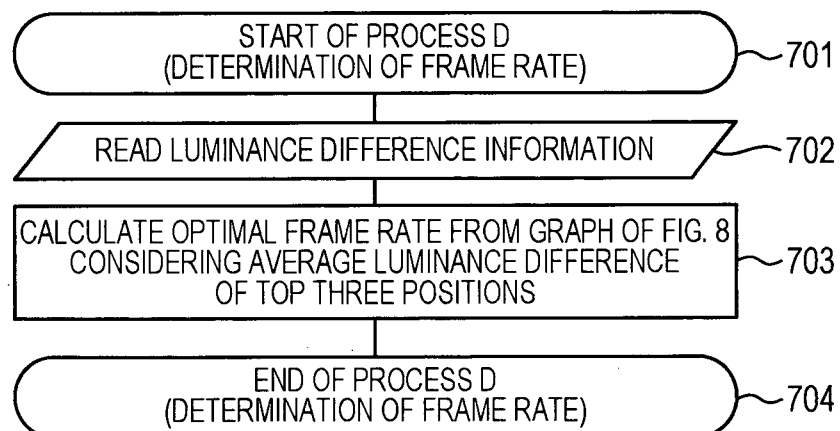 START OF PROCESS D
(DETERMINATION OF FRAME RATE)
701
READ LUMINANCE DIFFERENCE INFORMATION
702
CALCULATE OPTIMAL FRAME RATE FROM GRAPH OF FIG. 8
CONSIDERING AVERAGE LUMINANCE DIFFERENCE
OF TOP THREE POSITIONS
703
END OF PROCESS D
(DETERMINATION OF FRAME RATE)
704